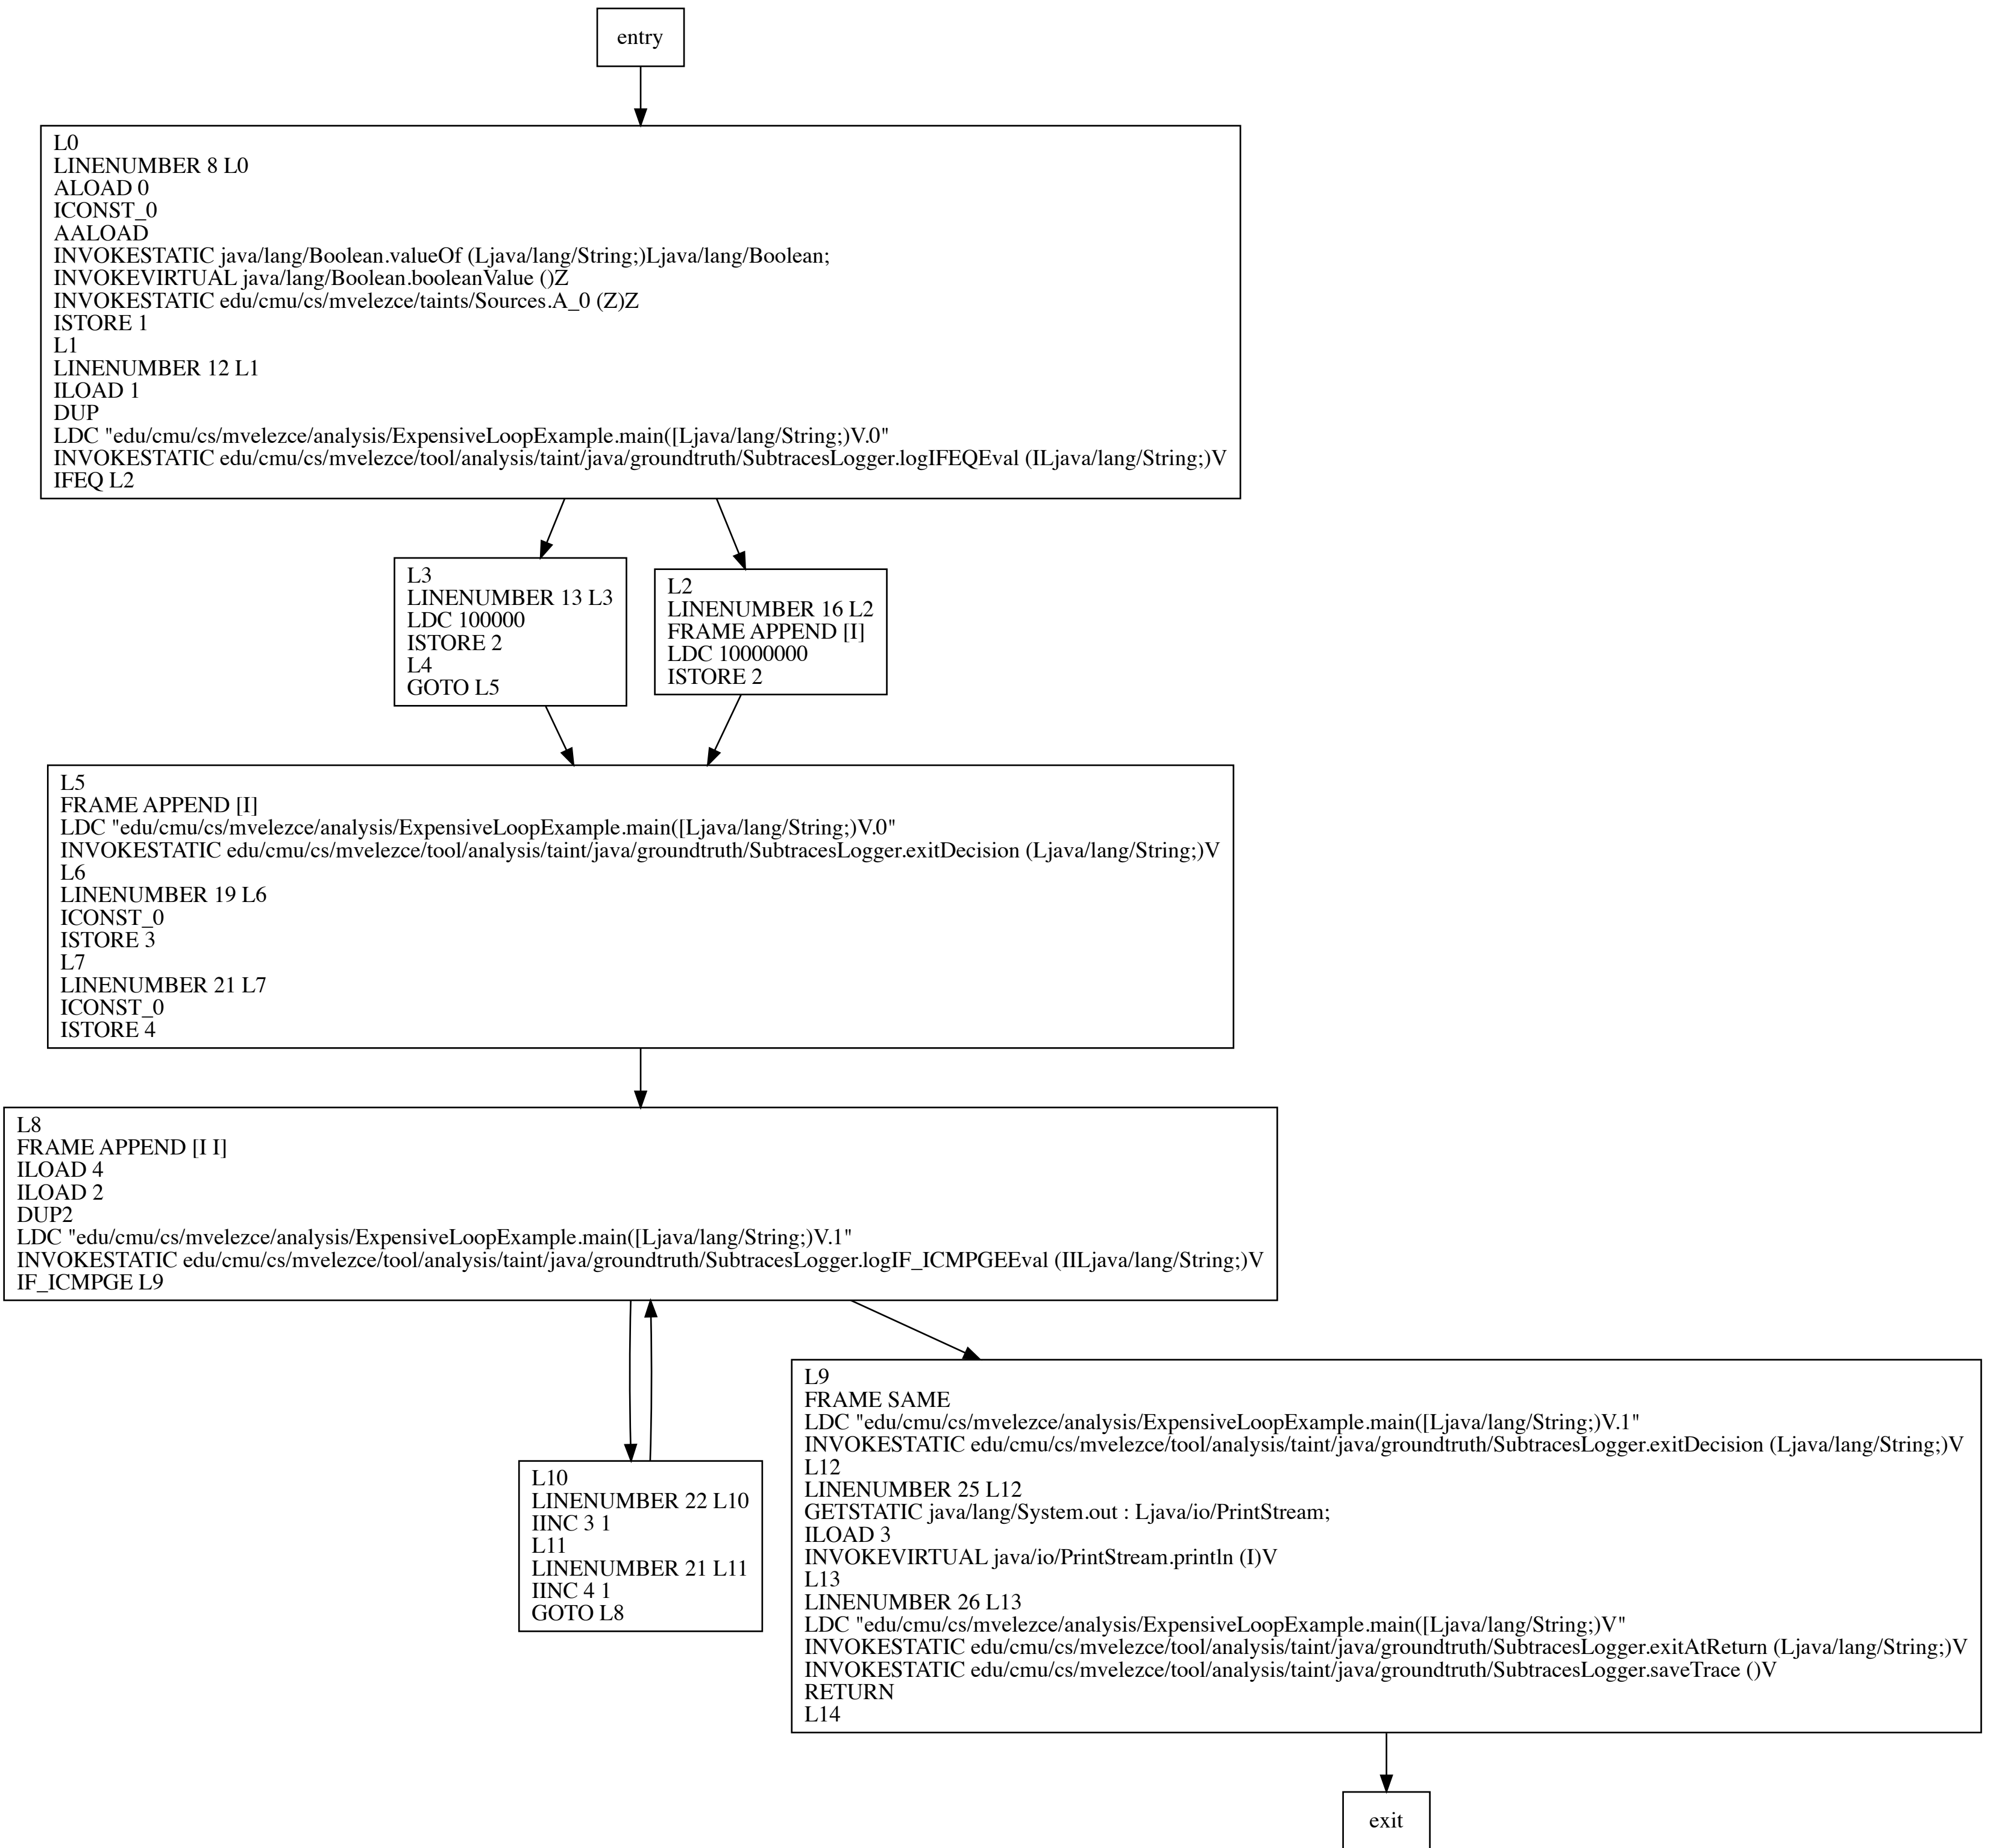 entry
L0
LINENUMBER 8 L0
ALOAD 0
ICONST_0
AALOAD
INVOKESTATIC java/lang/Boolean.valueOf (Ljava/lang/String;)Ljava/lang/Boolean;
INVOKEVIRTUAL java/lang/Boolean.booleanValue ()Z
INVOKESTATIC edu/cmu/cs/mvelezce/taints/Sources.A_0 (Z)Z
ISTORE 1
L1
LINENUMBER 12 L1
ILOAD 1
DUP
LDC "edu/cmu/cs/mvelezce/analysis/ExpensiveLoopExample.main([Ljava/lang/String;)V.0"
INVOKESTATIC edu/cmu/cs/mvelezce/tool/analysis/taint/java/groundtruth/SubtracesLogger.logIFEQEval (ILjava/lang/String;)V
IFEQ L2
L3
LINENUMBER 13 L3
LDC 100000
ISTORE 2
L4
GOTO L5
L2
LINENUMBER 16 L2
FRAME APPEND [I]
LDC 10000000
ISTORE 2
L5
FRAME APPEND [I]
LDC "edu/cmu/cs/mvelezce/analysis/ExpensiveLoopExample.main([Ljava/lang/String;)V.0"
INVOKESTATIC edu/cmu/cs/mvelezce/tool/analysis/taint/java/groundtruth/SubtracesLogger.exitDecision (Ljava/lang/String;)V
L6
LINENUMBER 19 L6
ICONST_0
ISTORE 3
L7
LINENUMBER 21 L7
ICONST_0
ISTORE 4
L8
FRAME APPEND [I I]
ILOAD 4
ILOAD 2
DUP2
LDC "edu/cmu/cs/mvelezce/analysis/ExpensiveLoopExample.main([Ljava/lang/String;)V.1"
INVOKESTATIC edu/cmu/cs/mvelezce/tool/analysis/taint/java/groundtruth/SubtracesLogger.logIF_ICMPGEEval (IILjava/lang/String;)V
IF_ICMPGE L9
L10
LINENUMBER 22 L10
IINC 3 1
L11
LINENUMBER 21 L11
IINC 4 1
GOTO L8
L9
FRAME SAME
LDC "edu/cmu/cs/mvelezce/analysis/ExpensiveLoopExample.main([Ljava/lang/String;)V.1"
INVOKESTATIC edu/cmu/cs/mvelezce/tool/analysis/taint/java/groundtruth/SubtracesLogger.exitDecision (Ljava/lang/String;)V
L12
LINENUMBER 25 L12
GETSTATIC java/lang/System.out : Ljava/io/PrintStream;
ILOAD 3
INVOKEVIRTUAL java/io/PrintStream.println (I)V
L13
LINENUMBER 26 L13
LDC "edu/cmu/cs/mvelezce/analysis/ExpensiveLoopExample.main([Ljava/lang/String;)V"
INVOKESTATIC edu/cmu/cs/mvelezce/tool/analysis/taint/java/groundtruth/SubtracesLogger.exitAtReturn (Ljava/lang/String;)V
INVOKESTATIC edu/cmu/cs/mvelezce/tool/analysis/taint/java/groundtruth/SubtracesLogger.saveTrace ()V
RETURN
L14
exit